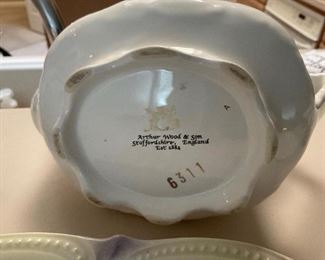 A
Arthur Wood & Son
Staffordshire, England
Est 1884
6311